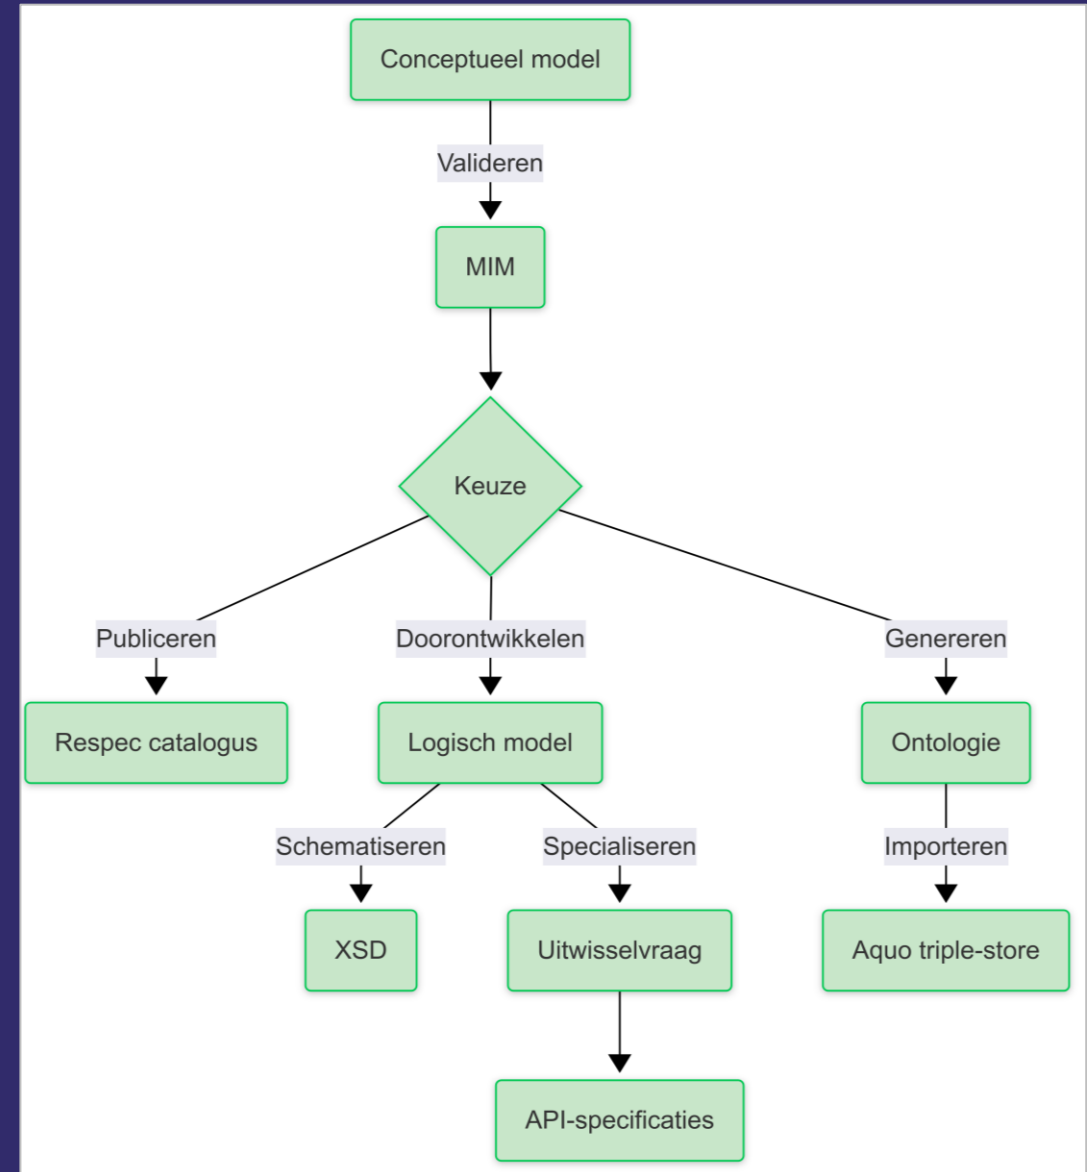 Conceptueel model
Valideren
MIM
Keuze
Publiceren
Doorontwikkelen
Genereren
Respec catalogus
Logisch model
Ontologie
Schematiseren
Specialiseren
Importeren
XSD
Uitwisselvraag
Aquo triple-store
API-specificaties